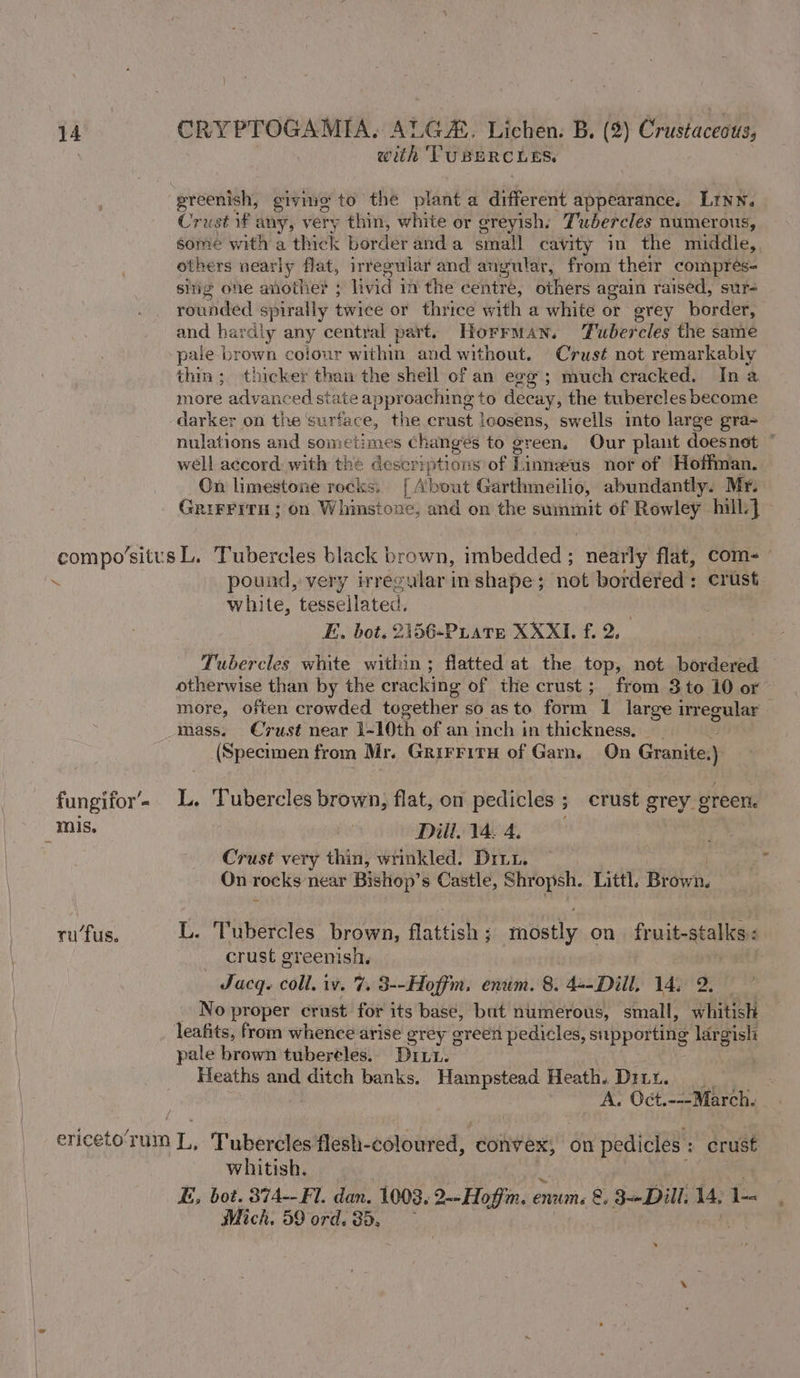 14 CRYPTOGAMIA. ALGÆ. Lichen. B. (2) Crustaceous,
with TUBERCLES.
greenish, giving to the plant a different appearance. LINN.
Crust if any, very thin, white or greyish. Tubercles numerous,
some with a thick border and a small cavity in the middle,
others nearly flat, irregular and angular, from their compres-
sing one another; livid in the centre, others again raised, sur-
rounded spirally twice or thrice with a white or grey border,
and hardly any central part. HOFFMAN. Tubercles the same
pale brown colour within and without. Crust not remarkably
thin; thicker than the shell of an egg; much cracked. In a
more advanced state approaching to decay, the tubercles become
darker on the surface, the crust loosens, swells into large gra-
nulations and sometimes changes to green. Our plant does not
well accord with the descriptions of Linnæus nor of Hoffman.
On limestone rocks. [About Garthmeilio, abundantly. Mr.
GRIFFITH; on Whinstone, and on the summit of Rowley hill.]
compo'situs L. Tubercles black brown, imbedded; nearly flat, com-
pound, very irregular in shape; not bordered: crust
white, tessellated.
E. bot. 2156-PLATE XXXI. f. 2.
Tubercles white within; flatted at the top, not bordered
otherwise than by the cracking of the crust; from 3 to 10 or
more, often crowded together so as to form 1 large irregular
mass. Crust near 1-10th of an inch in thickness.
(Specimen from Mr. GRIFFITH of Garn. On Granite.)
fungifor'- L. Tubercles brown, flat, on pedicles; crust grey green.
mis. Dill. 14. 4.
Crust very thin, wrinkled. DILL.
On rocks near Bishop's Castle, Shropsh. Littl. Brown.
ru'fus. L. Tubercles brown, flattish; mostly on fruit-stalks:
crust greenish.
Jacq. coll. iv. 7. 3--Hoffm. enum. 8. 4--Dill. 14. 2.
No proper crust for its base, but numerous, small, whitish
leafits, from whence arise grey green pedicles, supporting largish
pale brown tubercles. DILL.
Heaths and ditch banks. Hampstead Heath. DILL.
A. Oct.---March.
ericeto'rum L. Tubercles flesh-coloured, convex, on pedicles: crust
whitish.
E. bot. 374--Fl. dan. 1003. 2--Hoffm. enum. 8. 3--Dill. 14. 1--
Mich. 59 ord. 35.